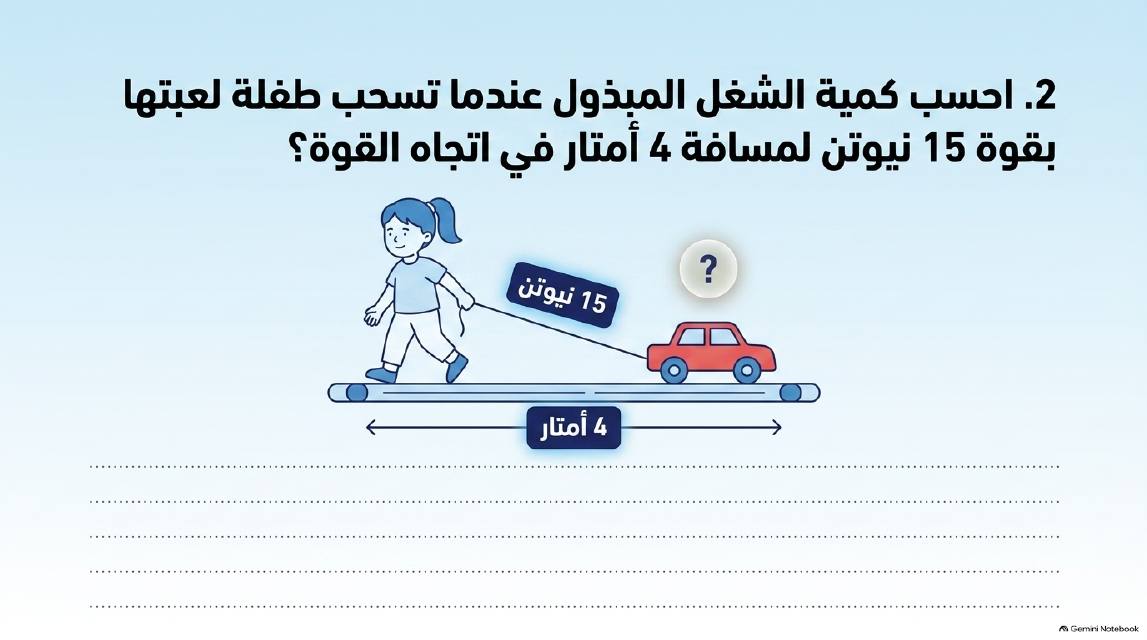 2. احسب كمية الشغل المبذول عندما تسحب طفلة لعبتها
بقوة 15 نيوتن لمسافة 4 أمتار في اتجاه القوة؟
15 نيوتن
?
4 أمتار
Gemini Notebook